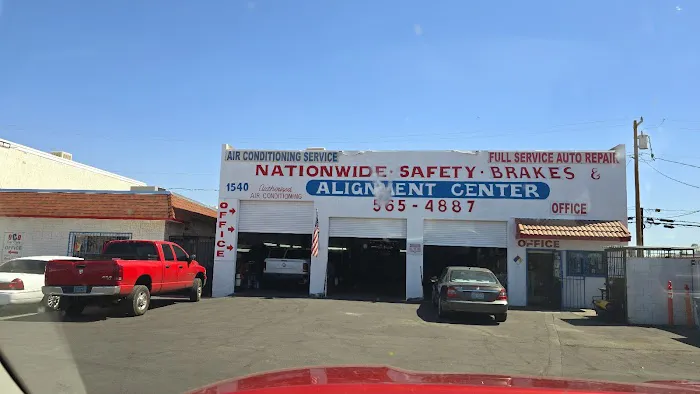 AIR CONDITIONING SERVICE
FULL SERVICE AUTO REPAIR
NATIONWIDE · SAFETY · BRAKES &
1540
Authorized
AIR CONDITIONING
ALIGNMENT CENTER
565-4887
OFFICE
OFFICE
OFFICE